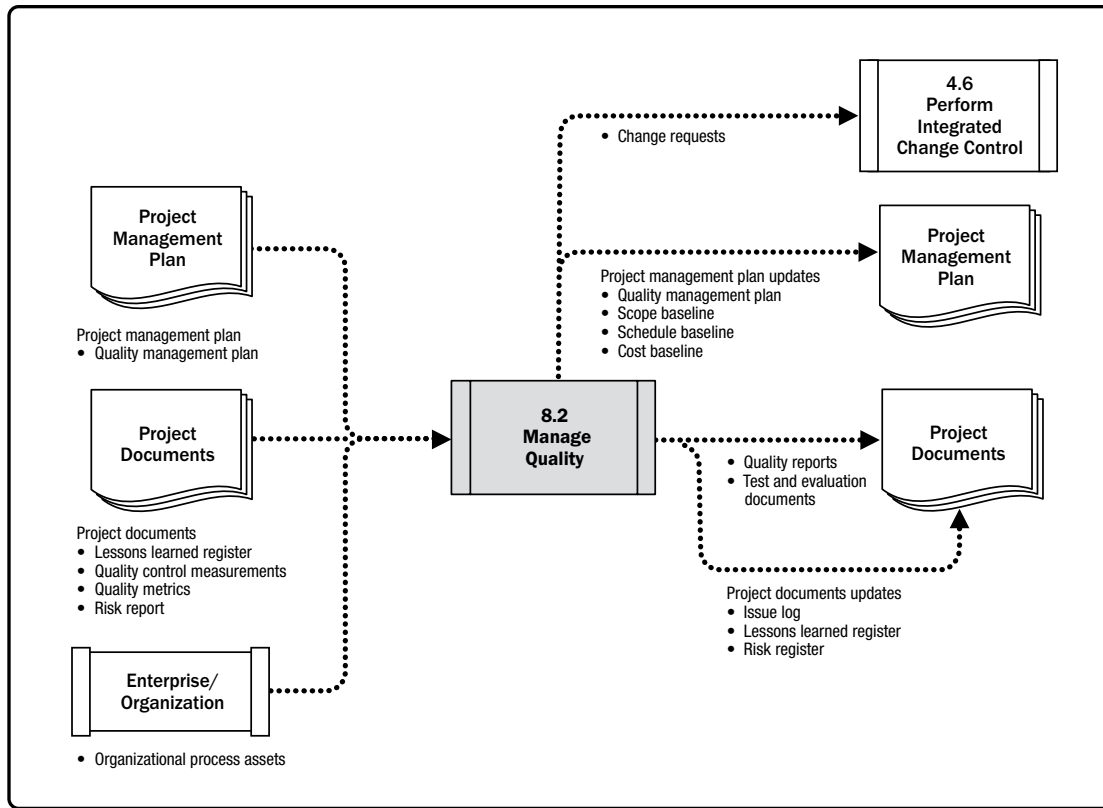 4.6
Perform
Integrated
Change Control
• Change requests
Project
Management
Plan
Project
Management
Plan
Project management plan updates
• Quality management plan
• Scope baseline
• Schedule baseline
• Cost baseline
Project management plan
• Quality management plan
8.2
Manage
Quality
Project
Documents
Project
Documents
• Quality reports
• Test and evaluation
documents
Project documents
• Lessons learned register
• Quality control measurements
• Quality metrics
• Risk report
Project documents updates
• Issue log
• Lessons learned register
• Risk register
Enterprise/
Organization
• Organizational process assets